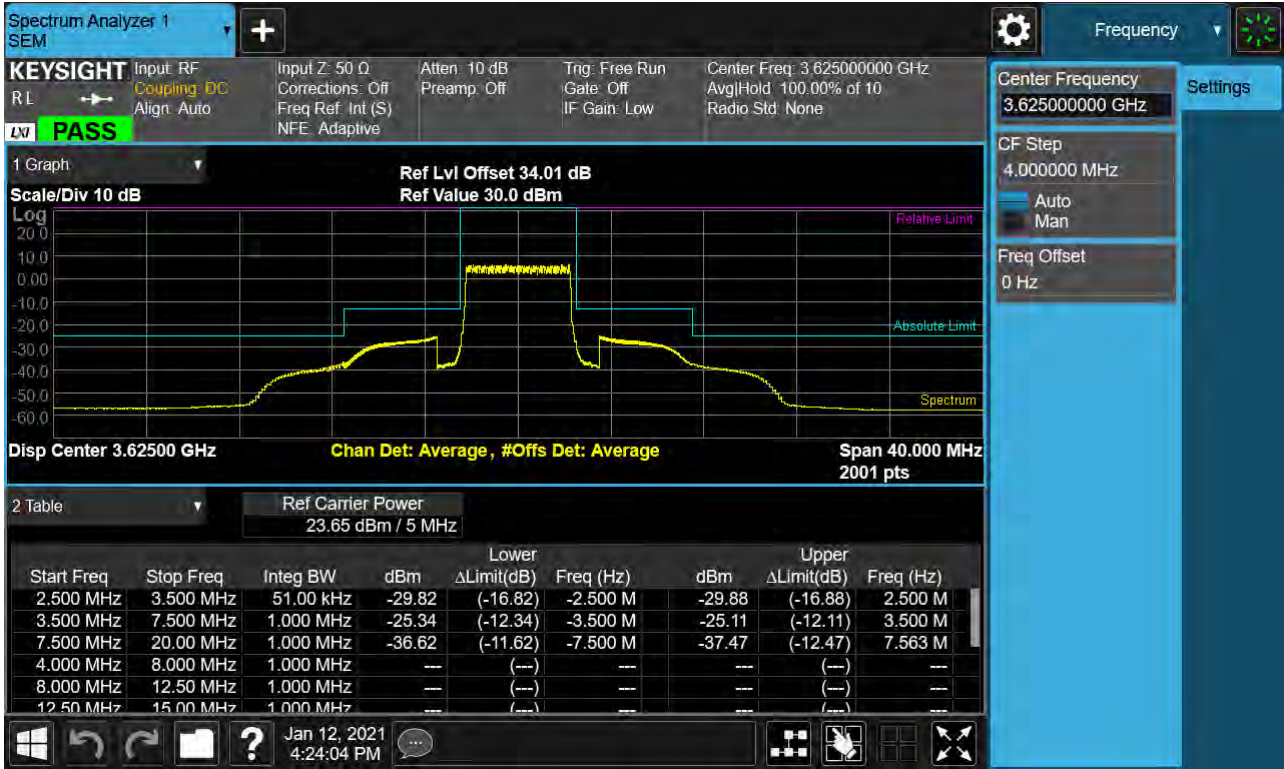 Spectrum Analyzer 1
SEM
Frequency
KEYSIGHT
Input: RF
Coupling: DC
Align: Auto
Input Z: 50 Ω
Corrections: Off
Freq Ref: Int (S)
NFE: Adaptive
Atten: 10 dB
Preamp: Off
Trig: Free Run
Gate: Off
IF Gain: Low
Center Freq: 3.625000000 GHz
Avg|Hold: 100.00% of 10
Radio Std: None
R L
LXI PASS
Center Frequency
3.625000000 GHz
Settings
CF Step
4.000000 MHz
Auto
Man
Freq Offset
0 Hz
1 Graph
Ref Lvl Offset 34.01 dB
Scale/Div 10 dB
Ref Value 30.0 dBm
Log
Relative Limit
20.0
10.0
0.00
-10.0
-20.0
Absolute Limit
-30.0
-40.0
-50.0
Spectrum
-60.0
Disp Center 3.62500 GHz
Chan Det: Average, #Offs Det: Average
Span 40.000 MHz
2001 pts
2 Table
Ref Carrier Power
23.65 dBm / 5 MHz
Lower Upper
Start Freq Stop Freq Integ BW dBm ΔLimit(dB) Freq (Hz) dBm ΔLimit(dB) Freq (Hz)
2.500 MHz 3.500 MHz 51.00 kHz -29.82 (-16.82) -2.500 M -29.88 (-16.88) 2.500 M
3.500 MHz 7.500 MHz 1.000 MHz -25.34 (-12.34) -3.500 M -25.11 (-12.11) 3.500 M
7.500 MHz 20.00 MHz 1.000 MHz -36.62 (-11.62) -7.500 M -37.47 (-12.47) 7.563 M
4.000 MHz 8.000 MHz 1.000 MHz --- (---) --- --- (---) ---
8.000 MHz 12.50 MHz 1.000 MHz --- (---) --- --- (---) ---
12.50 MHz 15.00 MHz 1.000 MHz --- (---) --- --- (---) ---
?
Jan 12, 2021
4:24:04 PM